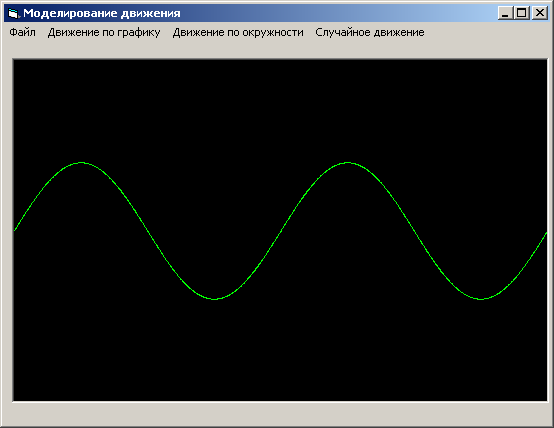 Моделирование движения
Файл Движение по графику Движение по окружности Случайное движение